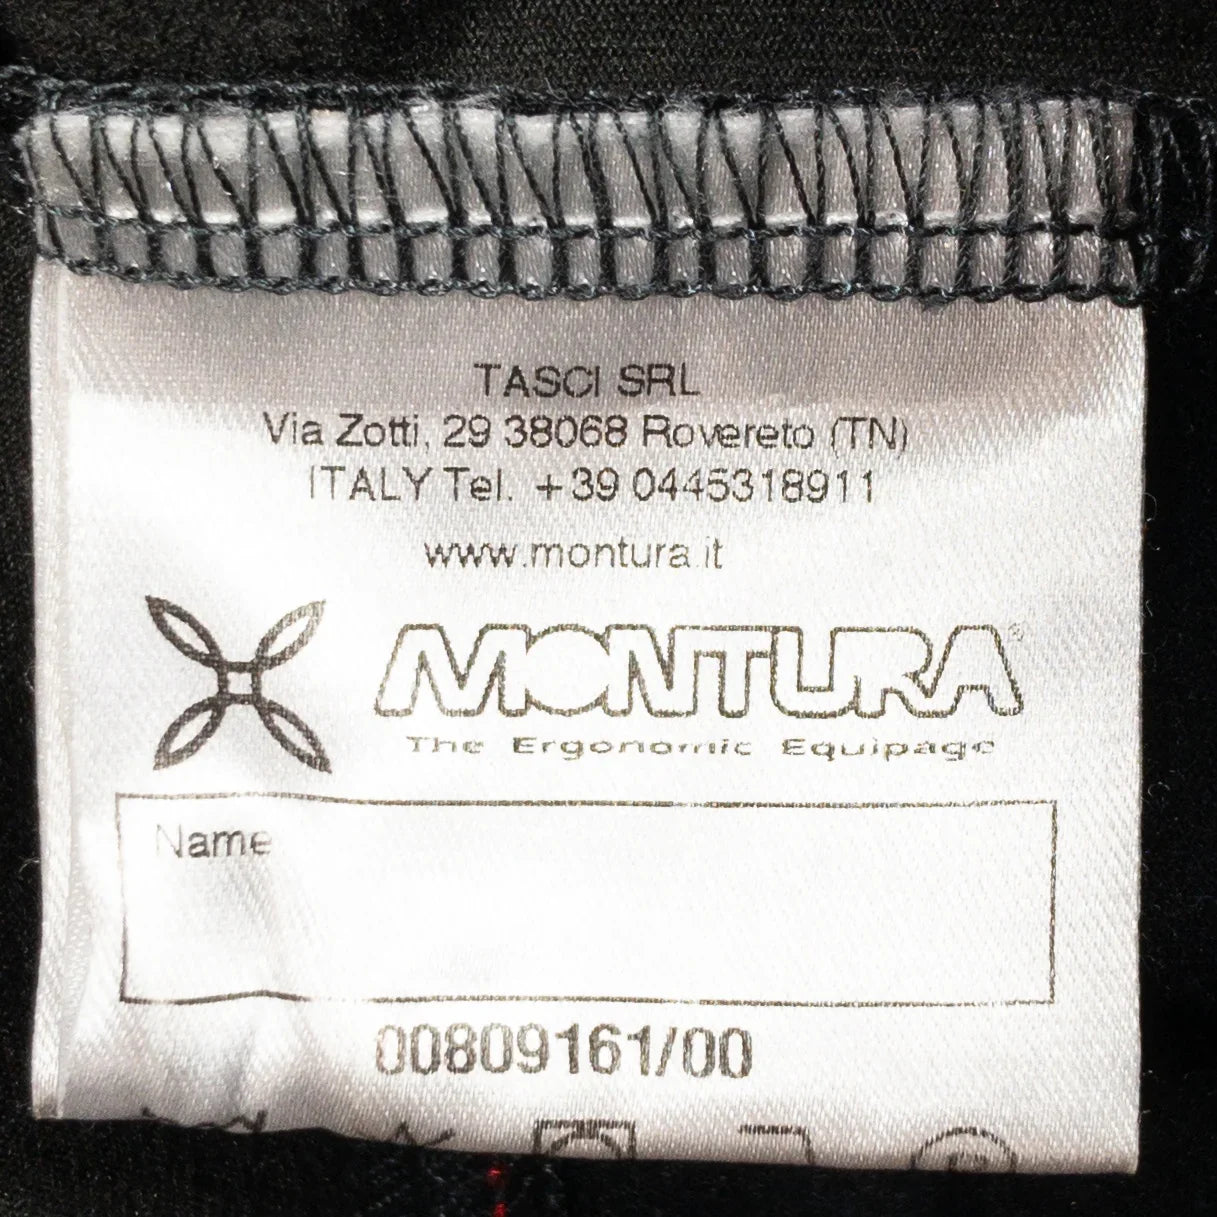 TASCI SRL
Via Zotti, 29 38068 Rovereto (TN)
ITALY Tel. +39 0445318911
www.montura.it
MONTURA®
The Ergonomic Equipage
Name
00809161/00